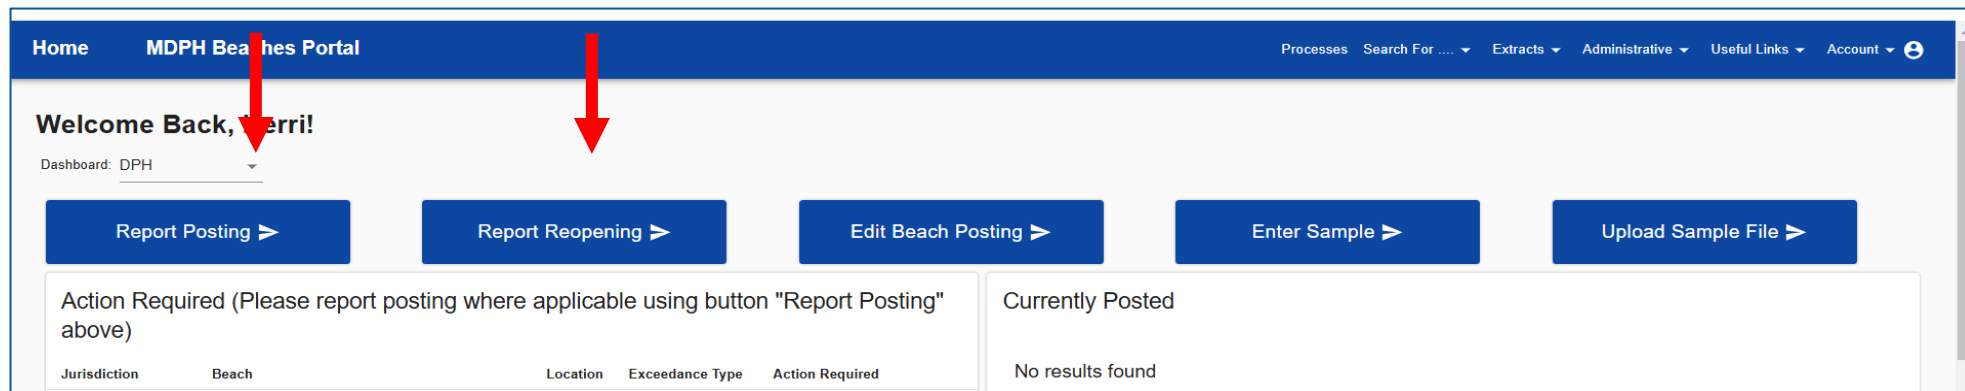 Home MDPH Beaches Portal Processes Search For .... Extracts Administrative Useful Links Account
Welcome Back, erri!
Dashboard: DPH
Report Posting Report Reopening Edit Beach Posting Enter Sample Upload Sample File
Action Required (Please report posting where applicable using button "Report Posting"
above)
Jurisdiction Beach Location Exceedance Type Action Required
Currently Posted
No results found